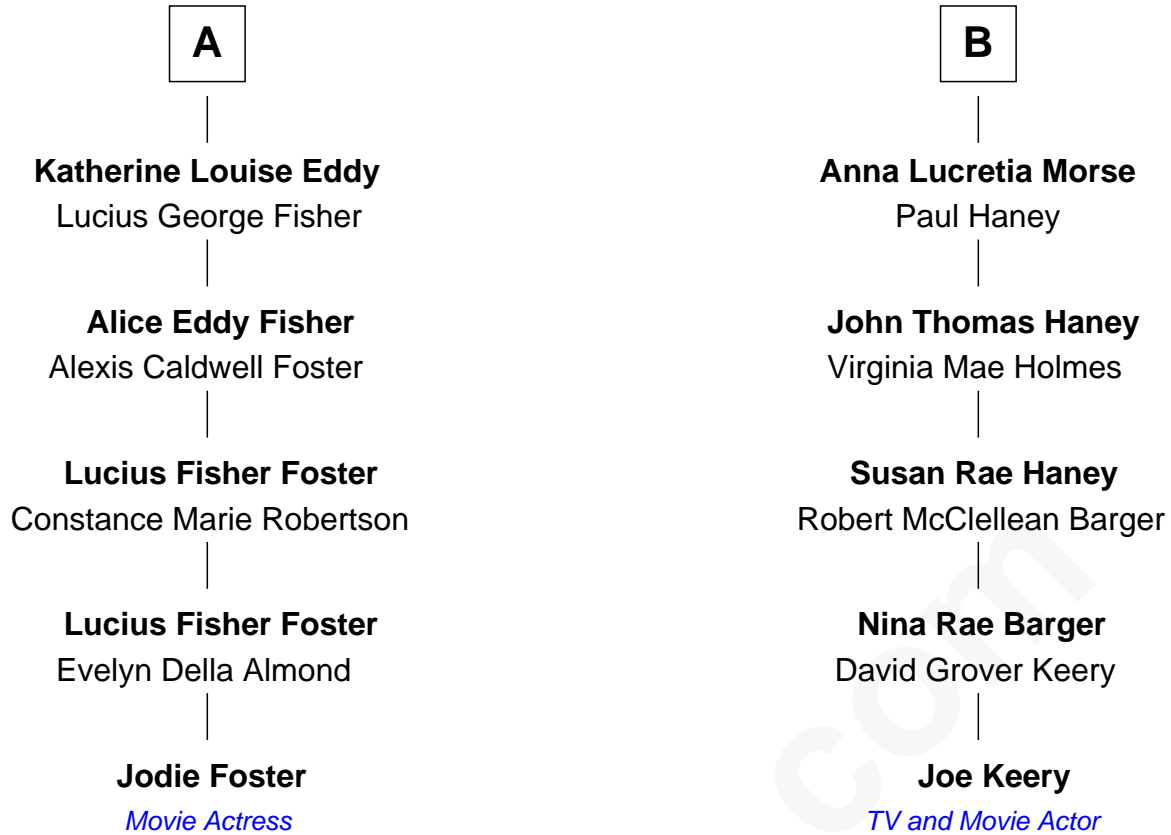 A
Katherine Louise Eddy
Lucius George Fisher
Alice Eddy Fisher
Alexis Caldwell Foster
Lucius Fisher Foster
Constance Marie Robertson
Lucius Fisher Foster
Evelyn Della Almond
Jodie Foster
Movie Actress
B
Anna Lucretia Morse
Paul Haney
John Thomas Haney
Virginia Mae Holmes
Susan Rae Haney
Robert McClellean Barger
Nina Rae Barger
David Grover Keery
Joe Keery
TV and Movie Actor
com